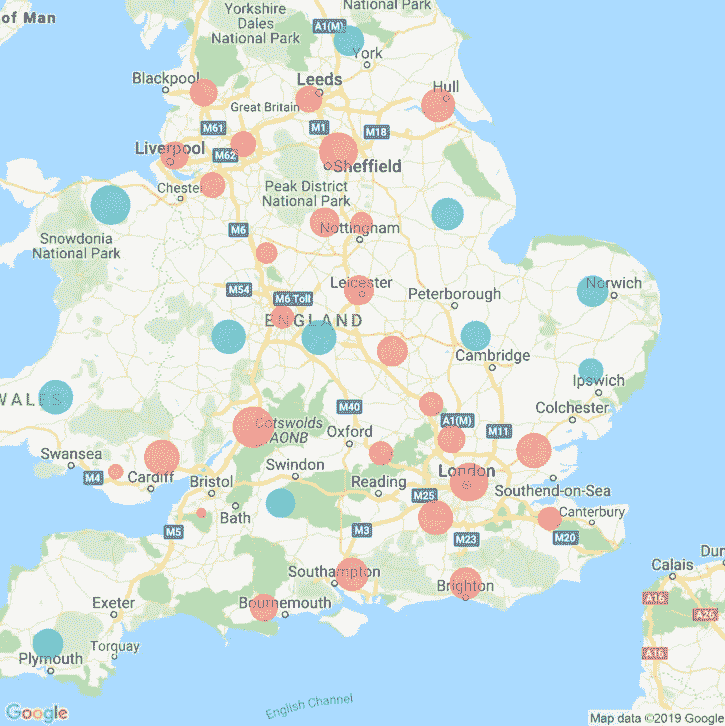 of Man
Yorkshire
Dales
National Park
National Park
A1(M)
York
Blackpool
Leeds
Great Britain
Hull
M61
M1
M18
Liverpool
M62
Sheffield
Chester
Peak District
National Park
M6
Nottingham
Snowdonia
National Park
M54
M6 Toll
Leicester
Norwich
Peterborough
ENGLAND
Cambridge
Ipswich
WALES
M40
Cotswolds
AONB
A1(M)
Colchester
Oxford
M11
Swansea
M4
Cardiff
Bristol
Swindon
Reading
London
Southend-on-Sea
Bath
M25
Canterbury
M5
M3
M23
M20
Southampton
Brighton
Calais
Dun
Exeter
Bournemouth
A16
A26
Torquay
Plymouth
A16
English Channel
Google
Map data ©2019 Google